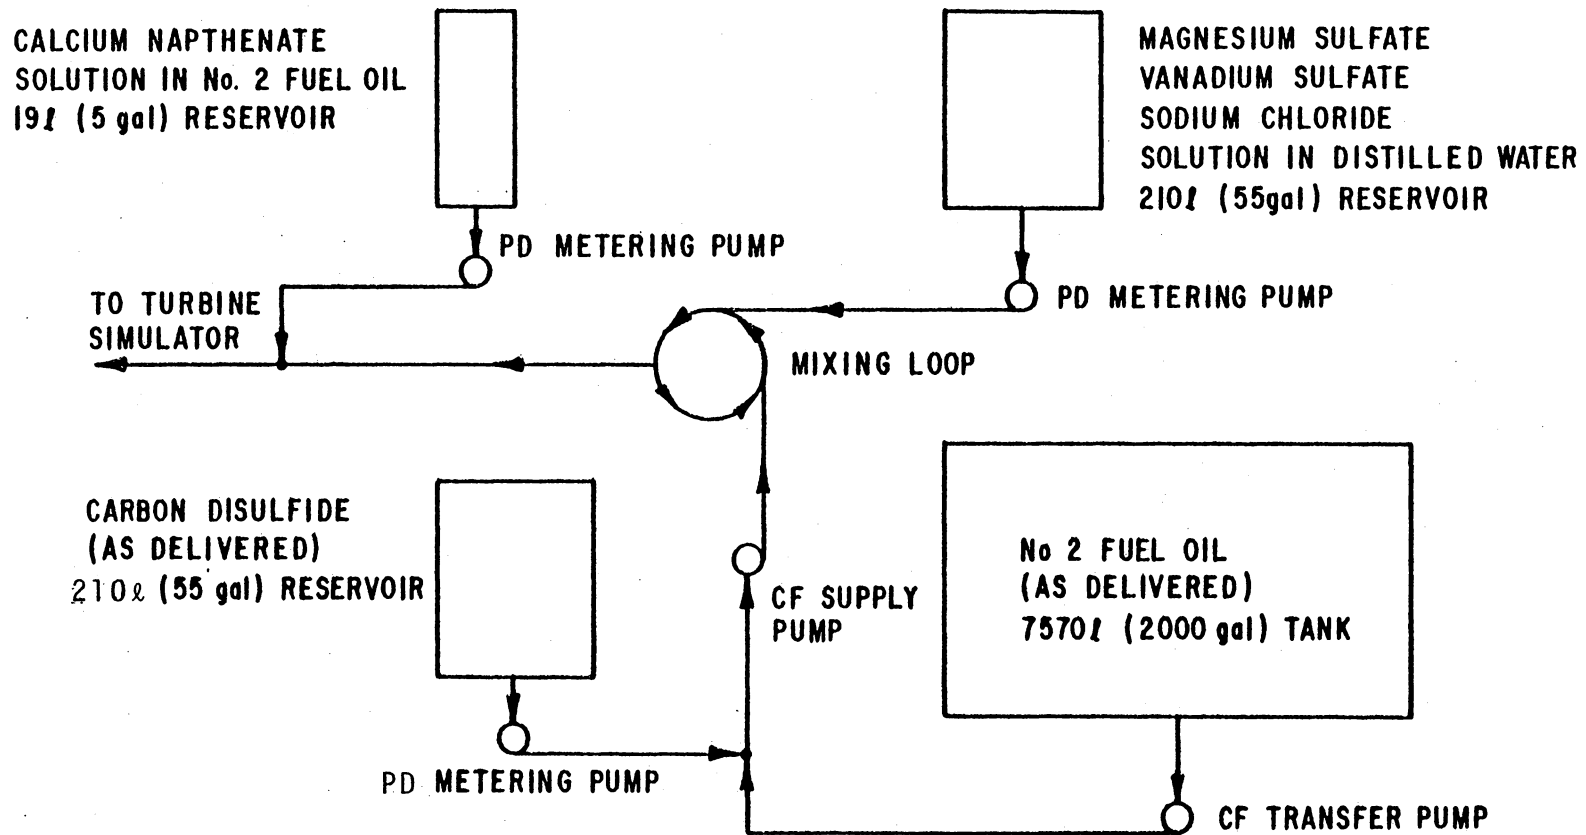 CALCIUM NAPTHENATE
SOLUTION IN No. 2 FUEL OIL
19ℓ (5 gal) RESERVOIR
MAGNESIUM SULFATE
VANADIUM SULFATE
SODIUM CHLORIDE
SOLUTION IN DISTILLED WATER
210ℓ (55gal) RESERVOIR
PD METERING PUMP
PD METERING PUMP
TO TURBINE
SIMULATOR
MIXING LOOP
CARBON DISULFIDE
(AS DELIVERED)
210ℓ (55 gal) RESERVOIR
No 2 FUEL OIL
(AS DELIVERED)
7570ℓ (2000 gal) TANK
CF SUPPLY
PUMP
PD METERING PUMP
CF TRANSFER PUMP